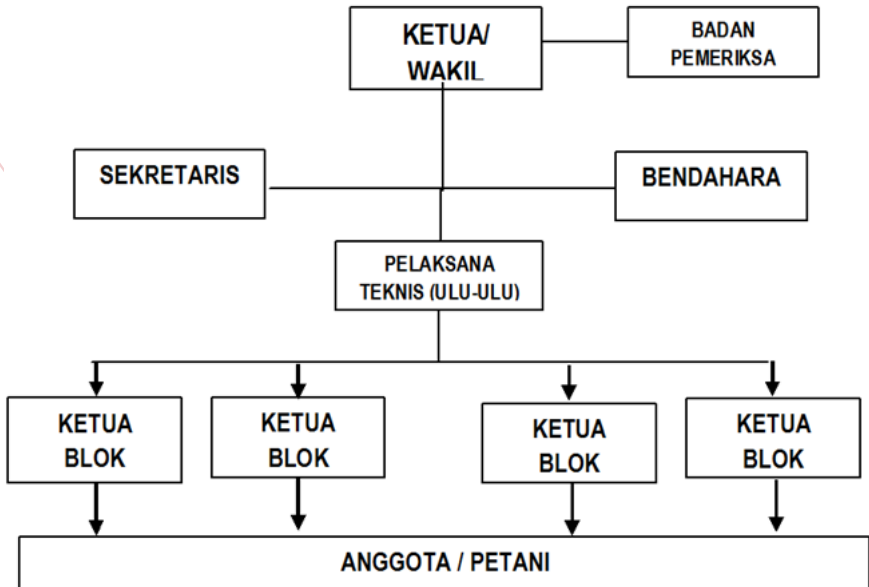 KETUA/
WAKIL
BADAN
PEMERIKSA
SEKRETARIS
BENDAHARA
PELAKSANA
TEKNIS (ULU-ULU)
KETUA
BLOK
KETUA
BLOK
KETUA
BLOK
KETUA
BLOK
ANGGOTA / PETANI